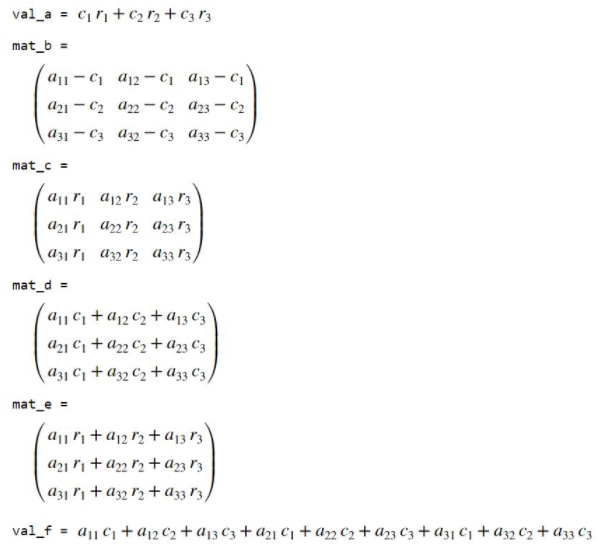 val_a = c₁ r₁ + c₂ r₂ + c₃ r₃
mat_b =
a₁₁ − c₁ a₁₂ − c₁ a₁₃ − c₁
a₂₁ − c₂ a₂₂ − c₂ a₂₃ − c₂
a₃₁ − c₃ a₃₂ − c₃ a₃₃ − c₃
mat_c =
a₁₁ r₁ a₁₂ r₂ a₁₃ r₃
a₂₁ r₁ a₂₂ r₂ a₂₃ r₃
a₃₁ r₁ a₃₂ r₂ a₃₃ r₃
mat_d =
a₁₁ c₁ + a₁₂ c₂ + a₁₃ c₃
a₂₁ c₁ + a₂₂ c₂ + a₂₃ c₃
a₃₁ c₁ + a₃₂ c₂ + a₃₃ c₃
mat_e =
a₁₁ r₁ + a₁₂ r₂ + a₁₃ r₃
a₂₁ r₁ + a₂₂ r₂ + a₂₃ r₃
a₃₁ r₁ + a₃₂ r₂ + a₃₃ r₃
val_f = a₁₁ c₁ + a₁₂ c₂ + a₁₃ c₃ + a₂₁ c₁ + a₂₂ c₂ + a₂₃ c₃ + a₃₁ c₁ + a₃₂ c₂ + a₃₃ c₃